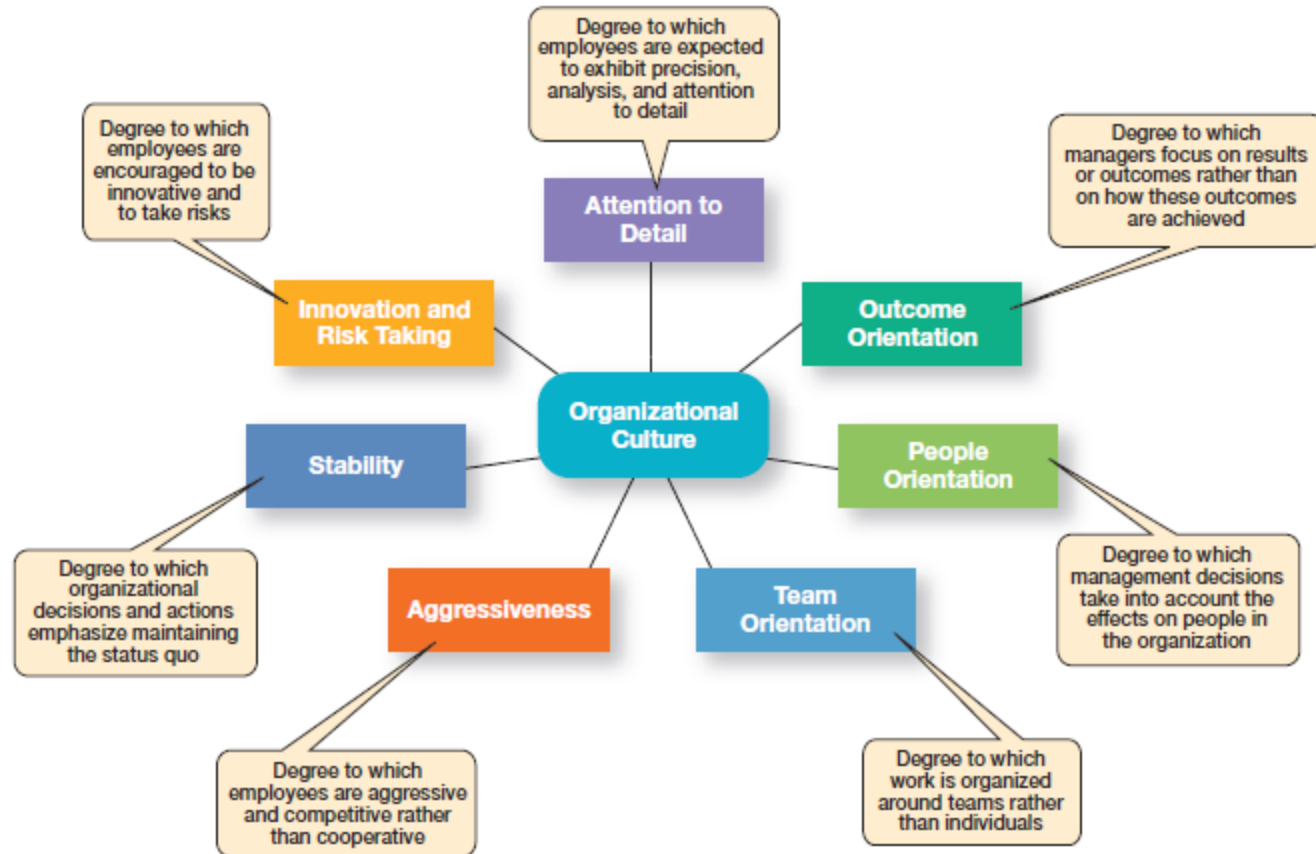 Degree to which
employees are expected
to exhibit precision,
analysis, and attention
to detail
Degree to which
employees are
encouraged to be
innovative and
to take risks
Degree to which
managers focus on results
or outcomes rather than
on how these outcomes
are achieved
Attention to
Detail
Innovation and
Risk Taking
Outcome
Orientation
Organizational
Culture
Stability
People
Orientation
Degree to which
organizational
decisions and actions
emphasize maintaining
the status quo
Aggressiveness
Team
Orientation
Degree to which
management decisions
take into account the
effects on people in
the organization
Degree to which
employees are aggressive
and competitive rather
than cooperative
Degree to which
work is organized
around teams rather
than individuals